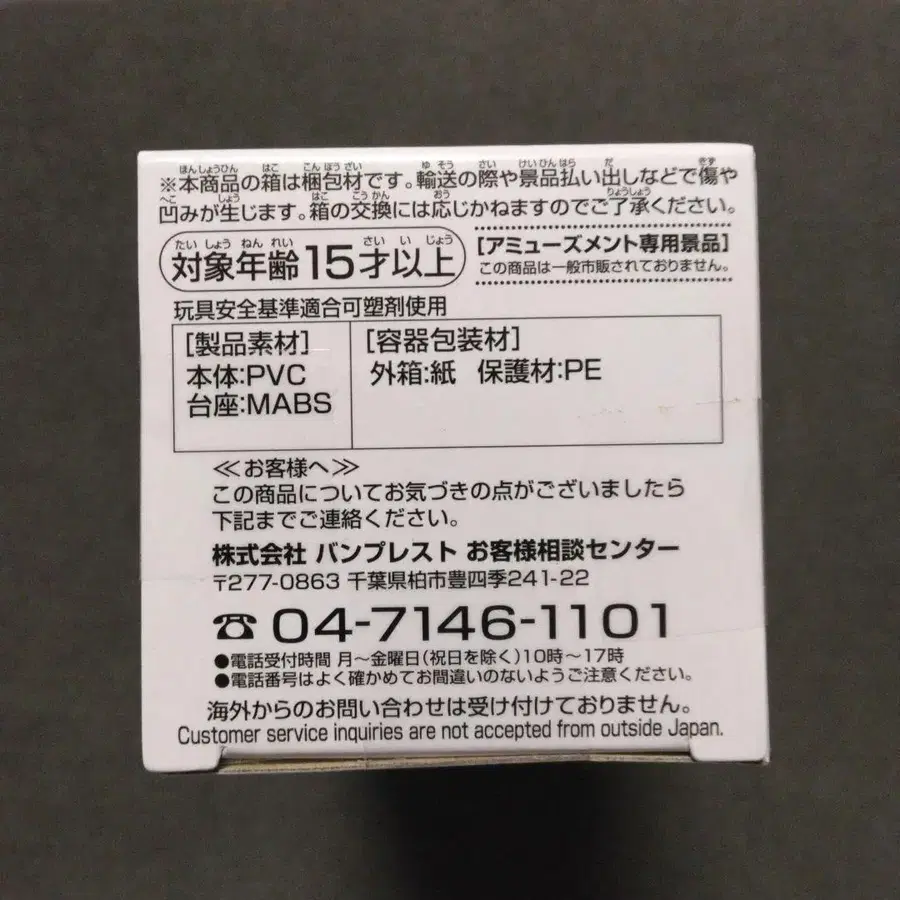 ※本商品の箱は梱包材です。輸送の際や景品払い出しなどで傷や
凹みが生じます。箱の交換には応じかねますのでご了承ください。
対象年齢15才以上
[アミューズメント専用景品]
この商品は一般市販されておりません。
玩具安全基準適合可塑剤使用
[製品素材]
本体:PVC
台座:MABS
[容器包装材]
外箱:紙 保護材:PE
≪お客様へ≫
この商品についてお気づきの点がございましたら
下記までご連絡ください。
株式会社 バンプレスト お客様相談センター
〒277-0863 千葉県柏市豊四季241-22
☎ 04-7146-1101
●電話受付時間 月～金曜日(祝日を除く)10時～17時
●電話番号はよく確かめてお間違いのないようご注意ください。
海外からのお問い合わせは受け付けておりません。
Customer service inquiries are not accepted from outside Japan.